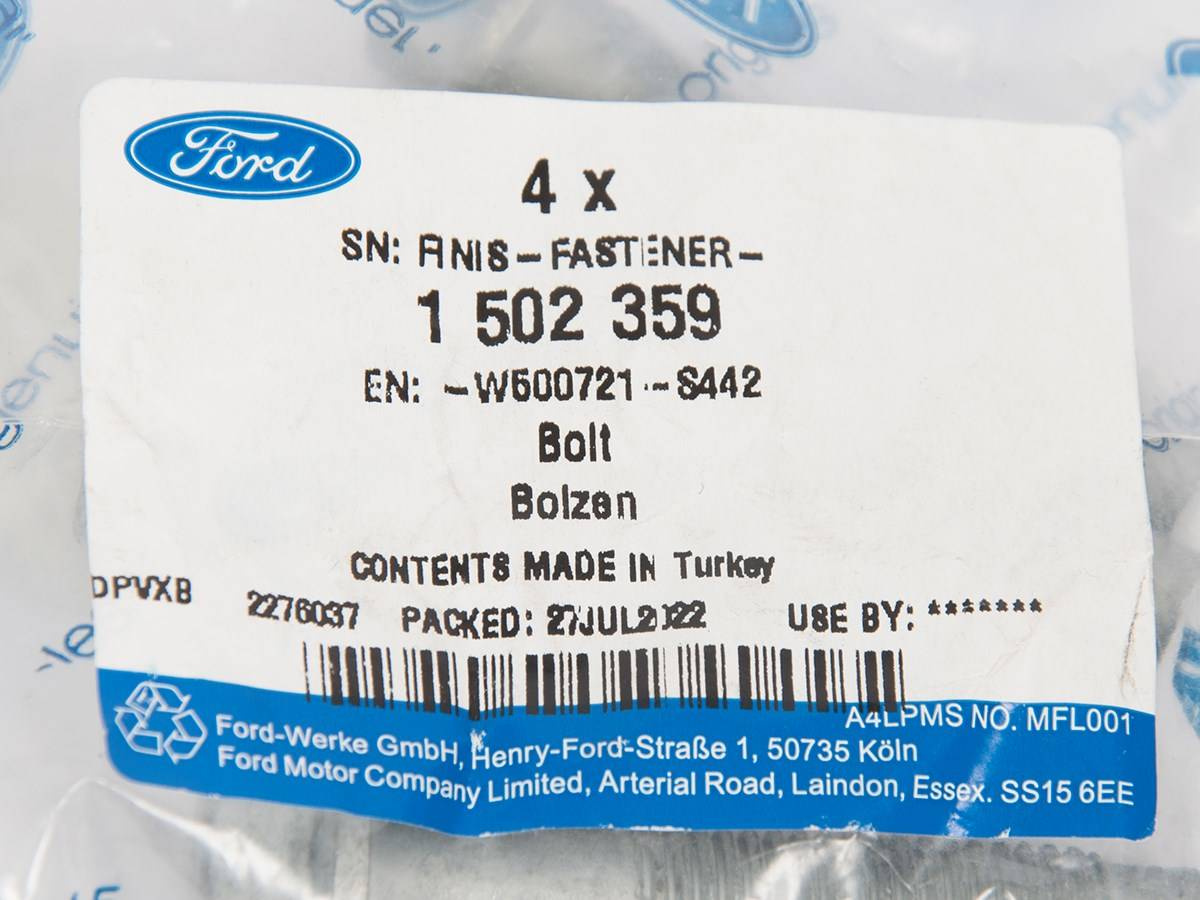 Ford
4 x
SN: FINIS-FASTENER-
1 502 359
EN: -W500721-S442
Bolt
Bolzen
CONTENTS MADE IN Turkey
DPVXB 2276037 PACKED: 27JUL2022 USE BY: *******
A4LPMS NO. MFL001
Ford-Werke GmbH, Henry-Ford-Straße 1, 50735 Köln
Ford Motor Company Limited, Arterial Road, Laindon, Essex. SS15 6EE